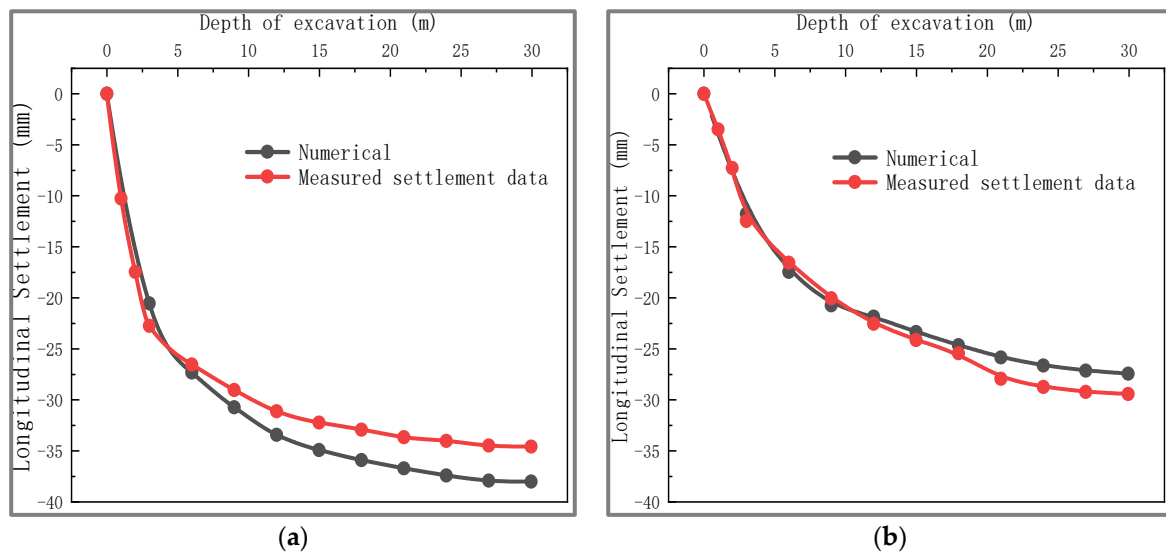 Depth of excavation (m)
0 5 10 15 20 25 30
Longitudinal Settlement (mm)
0
-5
-10
-15
-20
-25
-30
-35
-40
Numerical
Measured settlement data
(a)
Depth of excavation (m)
0 5 10 15 20 25 30
Longitudinal Settlement (mm)
0
-5
-10
-15
-20
-25
-30
-35
-40
Numerical
Measured settlement data
(b)